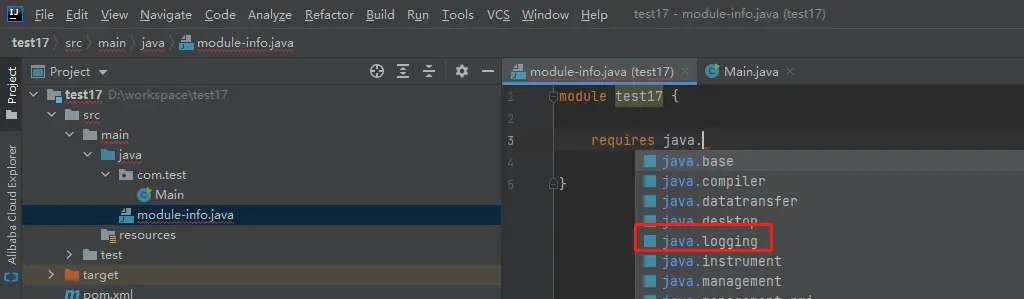 File Edit View Navigate Code Analyze Refactor Build Run Tools VCS Window Help test17 - module-info.java (test17)
test17 src main java module-info.java
Project module-info.java (test17) Main.java
test17 D:\workspace\test17
src
main
java
com.test
Main
module-info.java
resources
test
target
pom.xml
Project
Alibaba Cloud Explorer
1 module test17 {
2
3 requires java.
4
5 }
java.base
java.compiler
java.datatransfer
java.desktop
java.logging
java.instrument
java.management